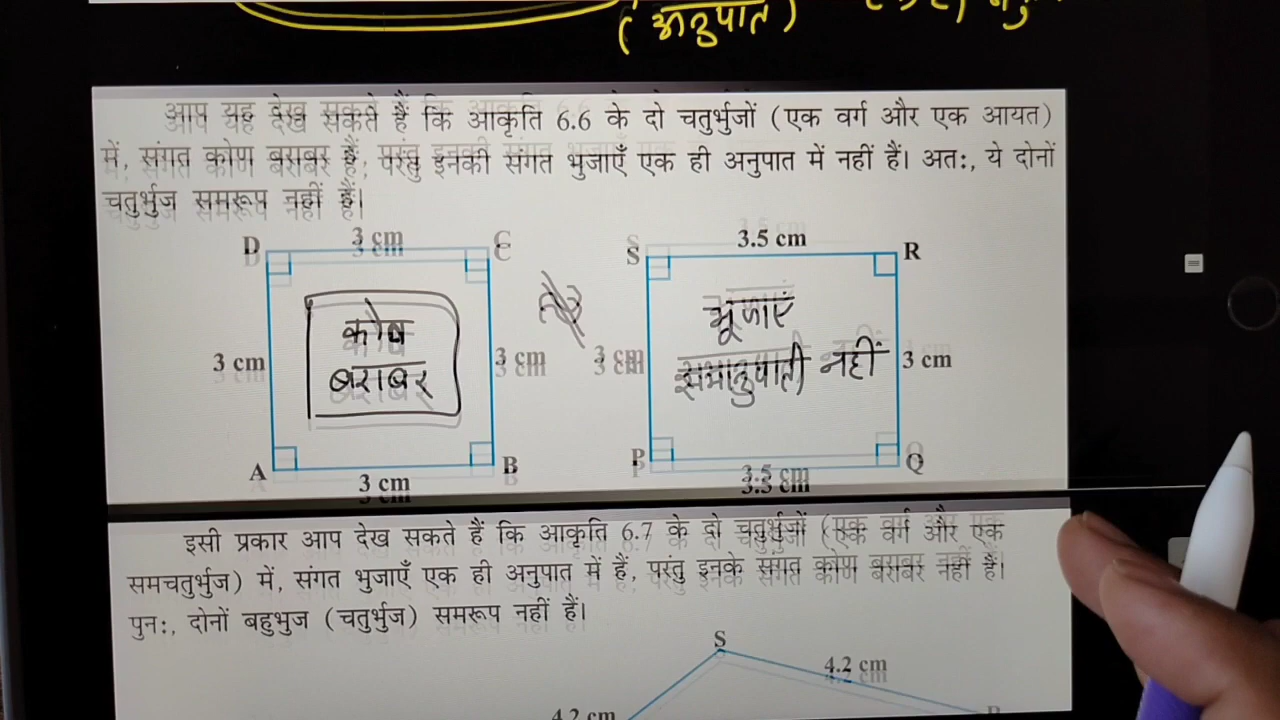 (अनुपात)
आप यह देख सकते हैं कि आकृति 6.6 के दो चतुर्भुजों (एक वर्ग और एक आयत)
में, संगत कोण बराबर हैं, परंतु इनकी संगत भुजाएँ एक ही अनुपात में नहीं हैं। अतः, ये दोनों
चतुर्भुज समरूप नहीं हैं।
D 3 cm C S 3.5 cm R
कोण भूजाएं
3 cm 3 cm 3 cm समानुपाती नहीं 3 cm
बराबर
A 3 cm B P 3.5 cm Q
इसी प्रकार आप देख सकते हैं कि आकृति 6.7 के दो चतुर्भुजों (एक वर्ग और एक
समचतुर्भुज) में, संगत भुजाएँ एक ही अनुपात में हैं, परंतु इनके संगत कोण बराबर नहीं हैं।
पुनः, दोनों बहुभुज (चतुर्भुज) समरूप नहीं हैं।
S
4.2 cm
4.2 cm